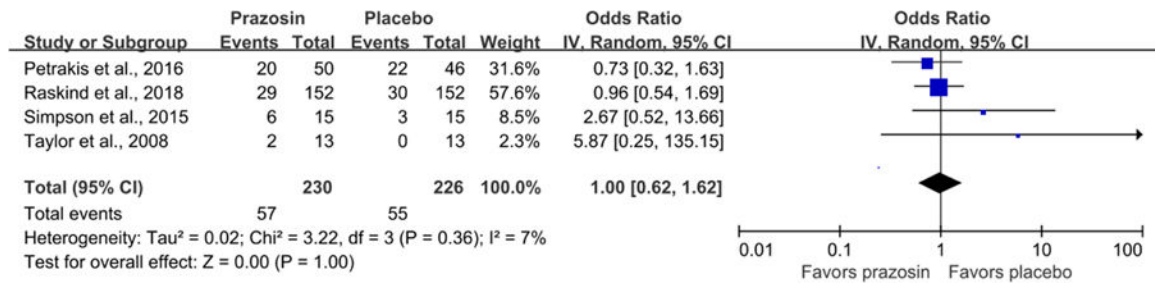 Prazosin Placebo Odds Ratio Odds Ratio
Study or Subgroup Events Total Events Total Weight IV, Random, 95% CI IV, Random, 95% CI
Petrakis et al., 2016 20 50 22 46 31.6% 0.73 [0.32, 1.63]
Raskind et al., 2018 29 152 30 152 57.6% 0.96 [0.54, 1.69]
Simpson et al., 2015 6 15 3 15 8.5% 2.67 [0.52, 13.66]
Taylor et al., 2008 2 13 0 13 2.3% 5.87 [0.25, 135.15]
Total (95% CI) 230 226 100.0% 1.00 [0.62, 1.62]
Total events 57 55
Heterogeneity: Tau² = 0.02; Chi² = 3.22, df = 3 (P = 0.36); I² = 7%
Test for overall effect: Z = 0.00 (P = 1.00)
0.01 0.1 1 10 100
Favors prazosin Favors placebo